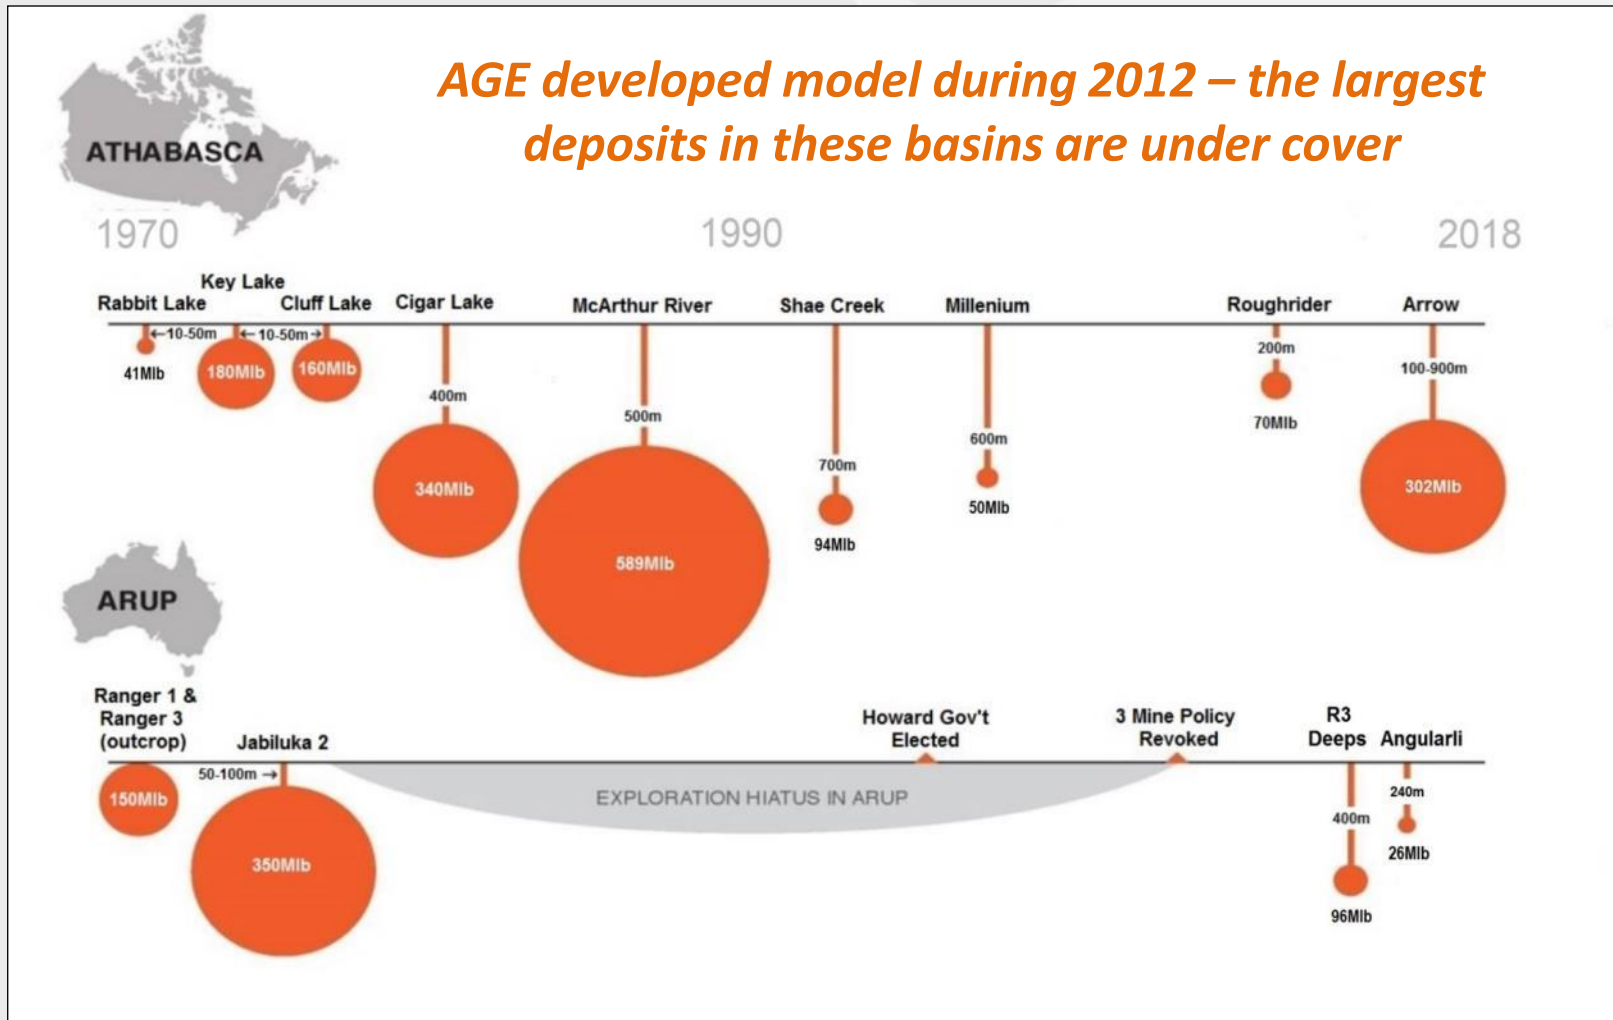 AGE developed model during 2012 – the largest
deposits in these basins are under cover
ATHABASCA
1970
1990
2018
Rabbit Lake
Key Lake
Cluff Lake
Cigar Lake
McArthur River
Shae Creek
Millenium
Roughrider
Arrow
←10-50m
←10-50m→
41Mlb
180Mlb
160Mlb
400m
340Mlb
500m
589Mlb
700m
94Mlb
600m
50Mlb
200m
70Mlb
100-900m
302Mlb
ARUP
Ranger 1 &
Ranger 3
(outcrop)
Jabiluka 2
Howard Gov't
Elected
3 Mine Policy
Revoked
R3
Deeps
Angularli
150Mlb
50-100m →
350Mlb
EXPLORATION HIATUS IN ARUP
400m
96Mlb
240m
26Mlb